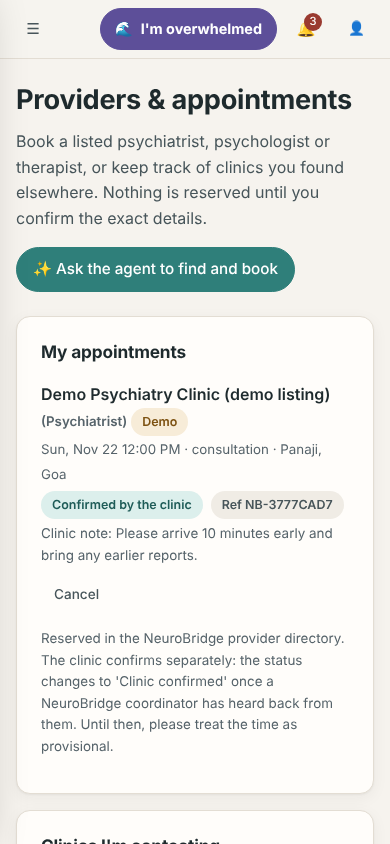 I'm overwhelmed
3
Providers & appointments
Book a listed psychiatrist, psychologist or
therapist, or keep track of clinics you found
elsewhere. Nothing is reserved until you
confirm the exact details.
✨ Ask the agent to find and book
My appointments
Demo Psychiatry Clinic (demo listing)
(Psychiatrist) Demo
Sun, Nov 22 12:00 PM · consultation · Panaji,
Goa
Confirmed by the clinic Ref NB-3777CAD7
Clinic note: Please arrive 10 minutes early and
bring any earlier reports.
Cancel
Reserved in the NeuroBridge provider directory.
The clinic confirms separately: the status
changes to 'Clinic confirmed' once a
NeuroBridge coordinator has heard back from
them. Until then, please treat the time as
provisional.